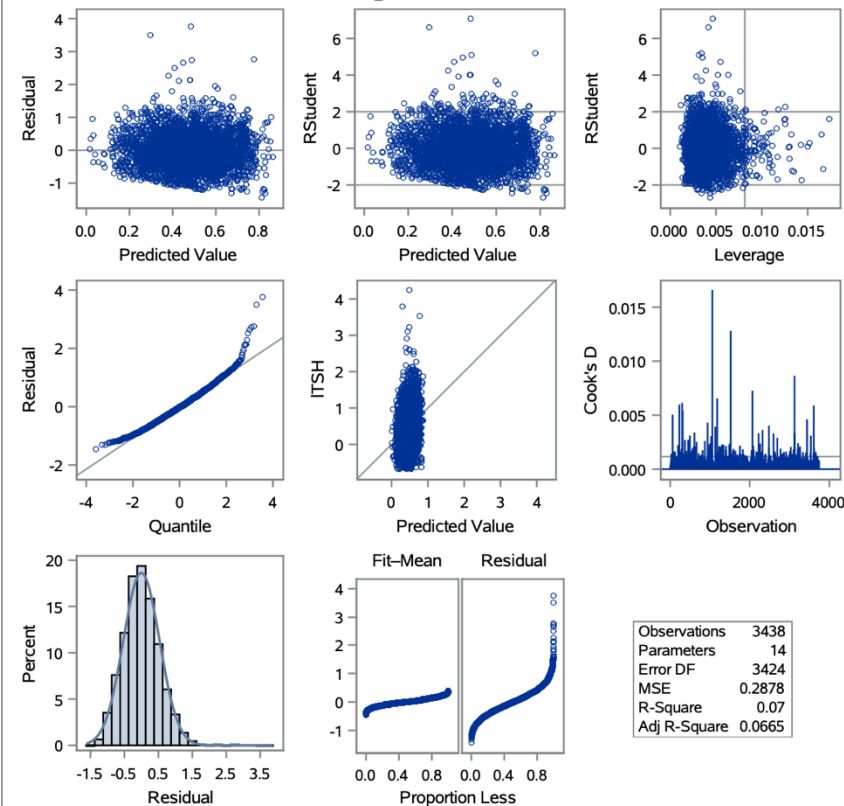 4
3
2
1
0
-1
Residual
0.0 0.2 0.4 0.6 0.8
Predicted Value
6
4
2
0
-2
RStudent
0.0 0.2 0.4 0.6 0.8
Predicted Value
6
4
2
0
-2
RStudent
0.000 0.005 0.010 0.015
Leverage
4
2
0
-2
Residual
-4 -2 0 2 4
Quantile
4
3
2
1
0
lTSH
0 1 2 3 4
Predicted Value
0.015
0.010
0.005
0.000
Cook's D
0 2000 4000
Observation
20
15
10
5
0
Percent
-1.5 -0.5 0.5 1.5 2.5 3.5
Residual
Fit–Mean Residual
4
3
2
1
0
-1
0.0 0.4 0.8 0.0 0.4 0.8
Proportion Less
Observations 3438
Parameters 14
Error DF 3424
MSE 0.2878
R-Square 0.07
Adj R-Square 0.0665